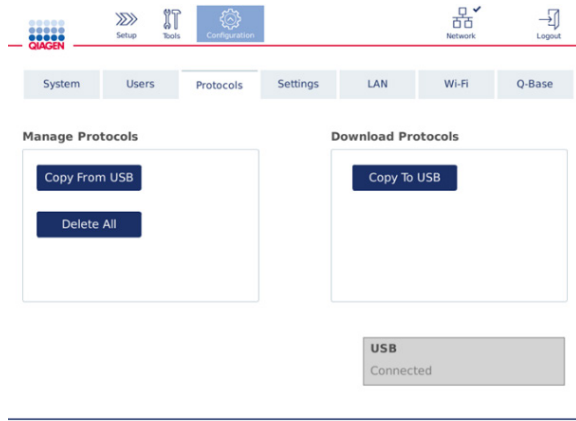 QIAGEN
Setup
Tools
Configuration
Network
Logout
System Users Protocols Settings LAN Wi-Fi Q-Base
Manage Protocols
Download Protocols
Copy From USB
Copy To USB
Delete All
USB
Connected